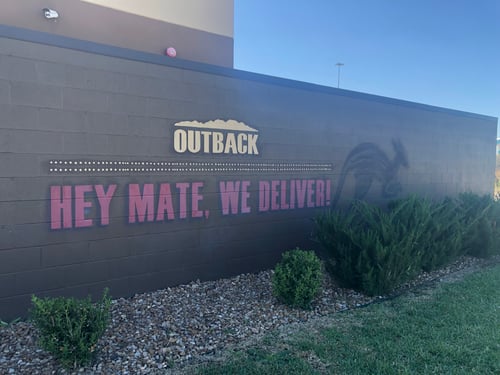 OUTBACK
HEY MATE, WE DELIVER!